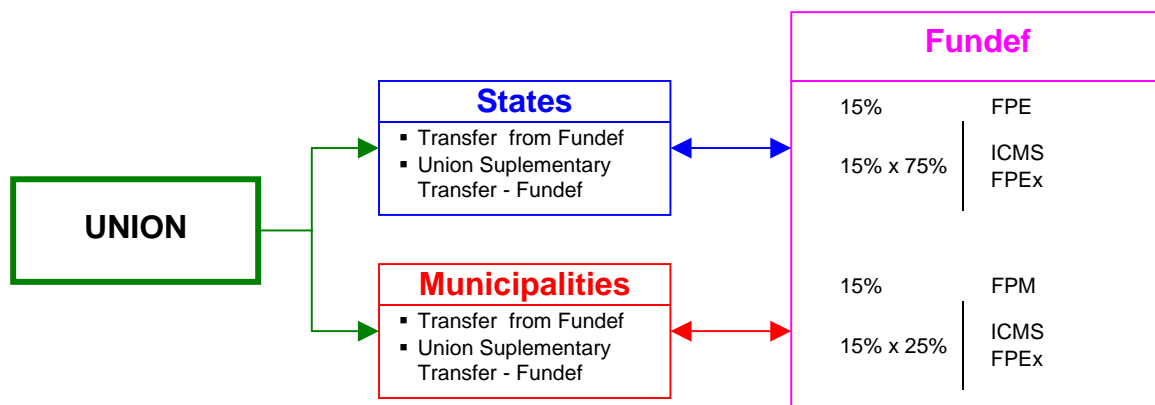 UNION
States
▪ Transfer from Fundef
▪ Union Suplementary
Transfer - Fundef
Municipalities
▪ Transfer from Fundef
▪ Union Suplementary
Transfer - Fundef
Fundef
15% FPE
15% x 75% ICMS
FPEx
15% FPM
15% x 25% ICMS
FPEx